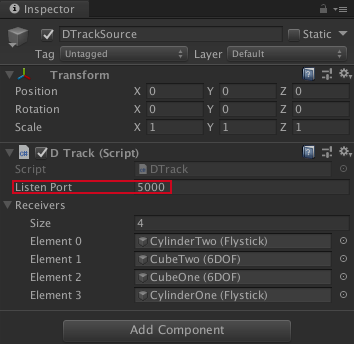 Inspector
DTrackSource Static
Tag Untagged Layer Default
Transform
Position X 0 Y 0 Z 0
Rotation X 0 Y 0 Z 0
Scale X 1 Y 1 Z 1
D Track (Script)
Script DTrack
Listen Port 5000
Receivers
Size 4
Element 0 CylinderTwo (Flystick)
Element 1 CubeTwo (6DOF)
Element 2 CubeOne (6DOF)
Element 3 CylinderOne (Flystick)
Add Component